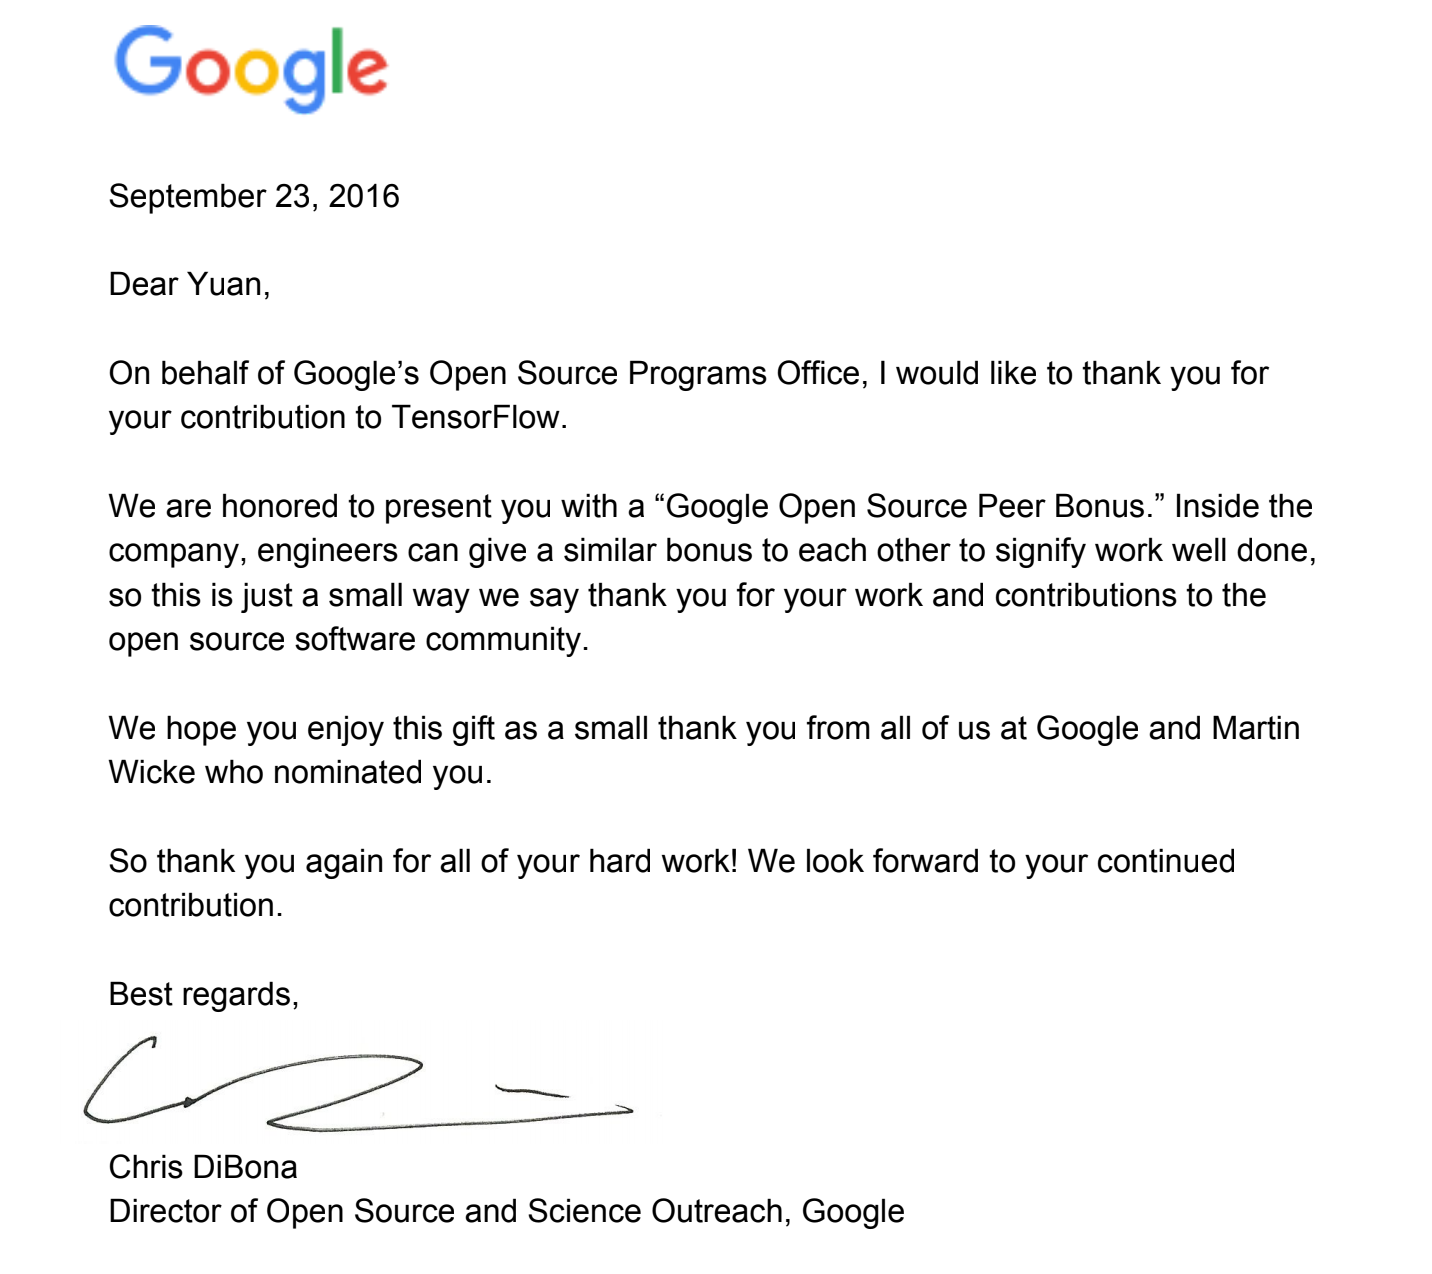 Google
September 23, 2016
Dear Yuan,
On behalf of Google’s Open Source Programs Office, I would like to thank you for
your contribution to TensorFlow.
We are honored to present you with a “Google Open Source Peer Bonus.” Inside the
company, engineers can give a similar bonus to each other to signify work well done,
so this is just a small way we say thank you for your work and contributions to the
open source software community.
We hope you enjoy this gift as a small thank you from all of us at Google and Martin
Wicke who nominated you.
So thank you again for all of your hard work! We look forward to your continued
contribution.
Best regards,
Chris DiBona
Director of Open Source and Science Outreach, Google